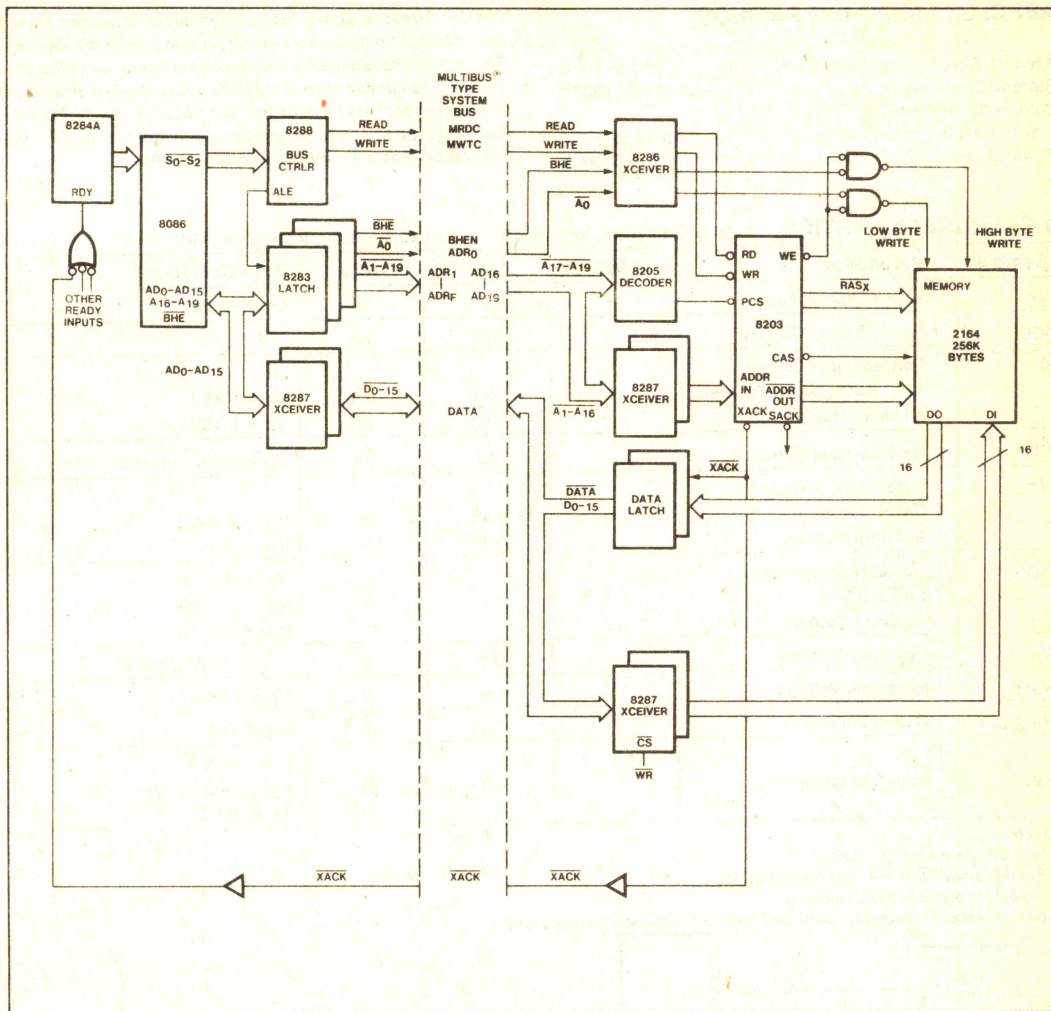 MULTIBUS®
TYPE
SYSTEM
BUS
8284A
RDY
OTHER
READY
INPUTS
8086
S0-S2
AD0-AD15
A16-A19
BHE
AD0-AD15
8288
BUS
CTRLR
ALE
READ
WRITE
8283
LATCH
BHE
A0
A1-A19
8287
XCEIVER
D0-15
MRDC
MWTC
BHEN
ADR0
ADR1
ADRF
AD16
AD19
DATA
READ
WRITE
BHE
A0
A17-A19
A1-A16
8286
XCEIVER
8205
DECODER
8287
XCEIVER
RD
WR
PCS
WE
8203
RASX
CAS
ADDR
IN
ADDR
OUT
XACK
SACK
LOW BYTE
WRITE
HIGH BYTE
WRITE
MEMORY
2164
256K
BYTES
DO
DI
16
16
XACK
DATA
D0-15
DATA
LATCH
8287
XCEIVER
CS
WR
XACK
XACK
XACK